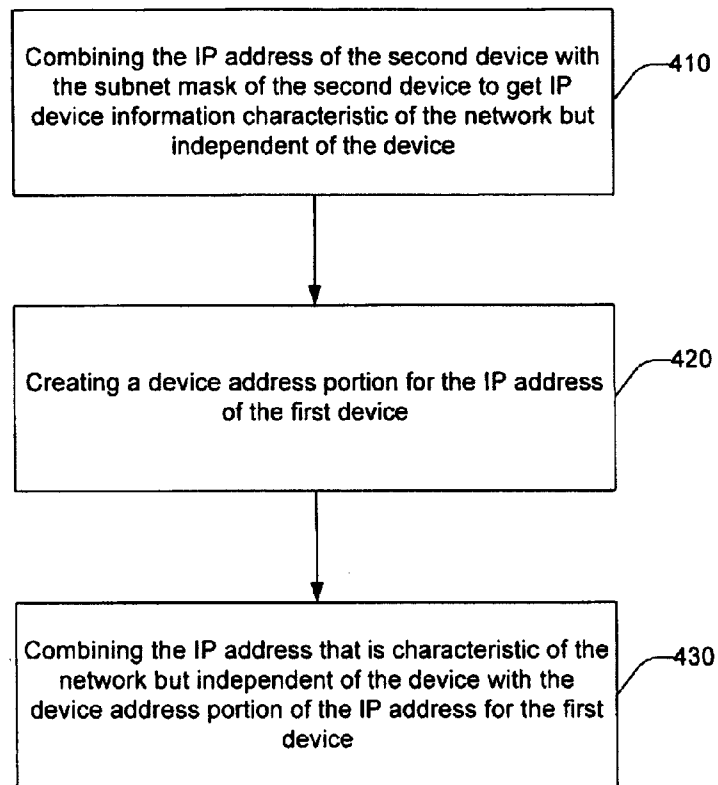 Combining the IP address of the second device with
the subnet mask of the second device to get IP
device information characteristic of the network but
independent of the device
410
Creating a device address portion for the IP address
of the first device
420
Combining the IP address that is characteristic of the
network but independent of the device with the
device address portion of the IP address for the first
device
430